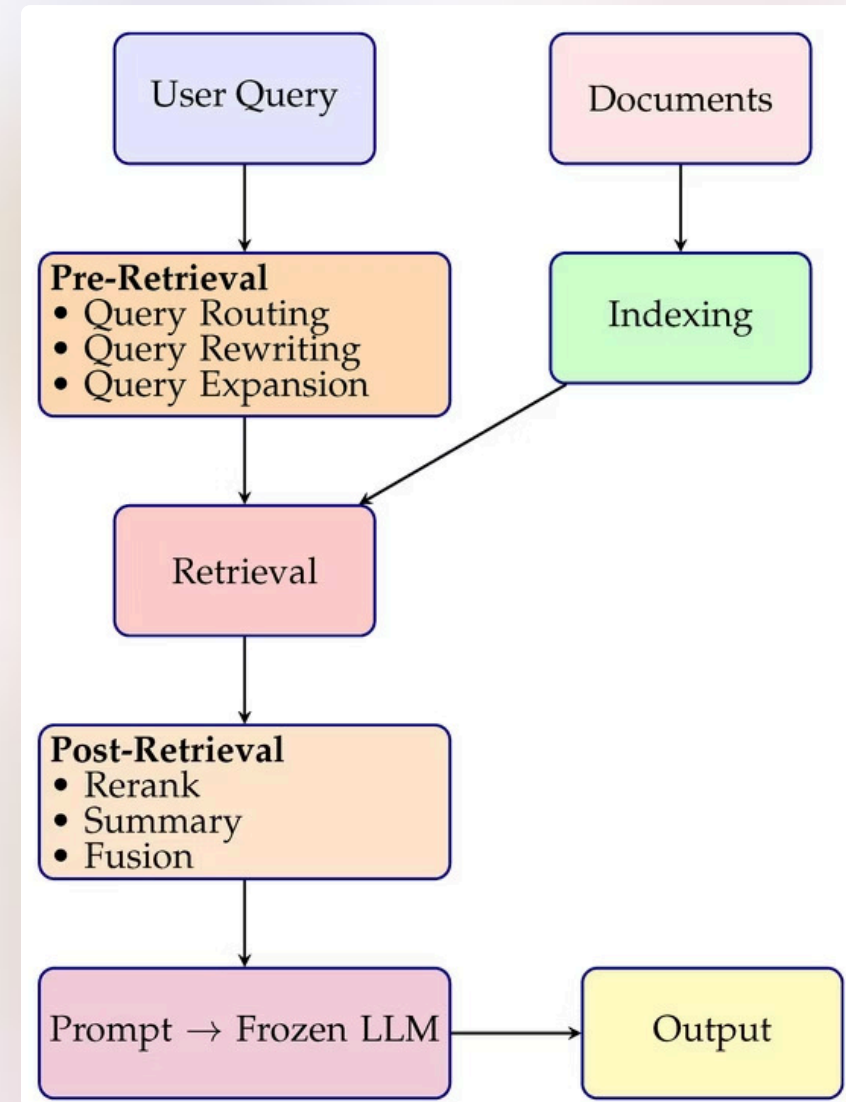 User Query
Documents
Pre-Retrieval
• Query Routing
• Query Rewriting
• Query Expansion
Indexing
Retrieval
Post-Retrieval
• Rerank
• Summary
• Fusion
Prompt → Frozen LLM
Output